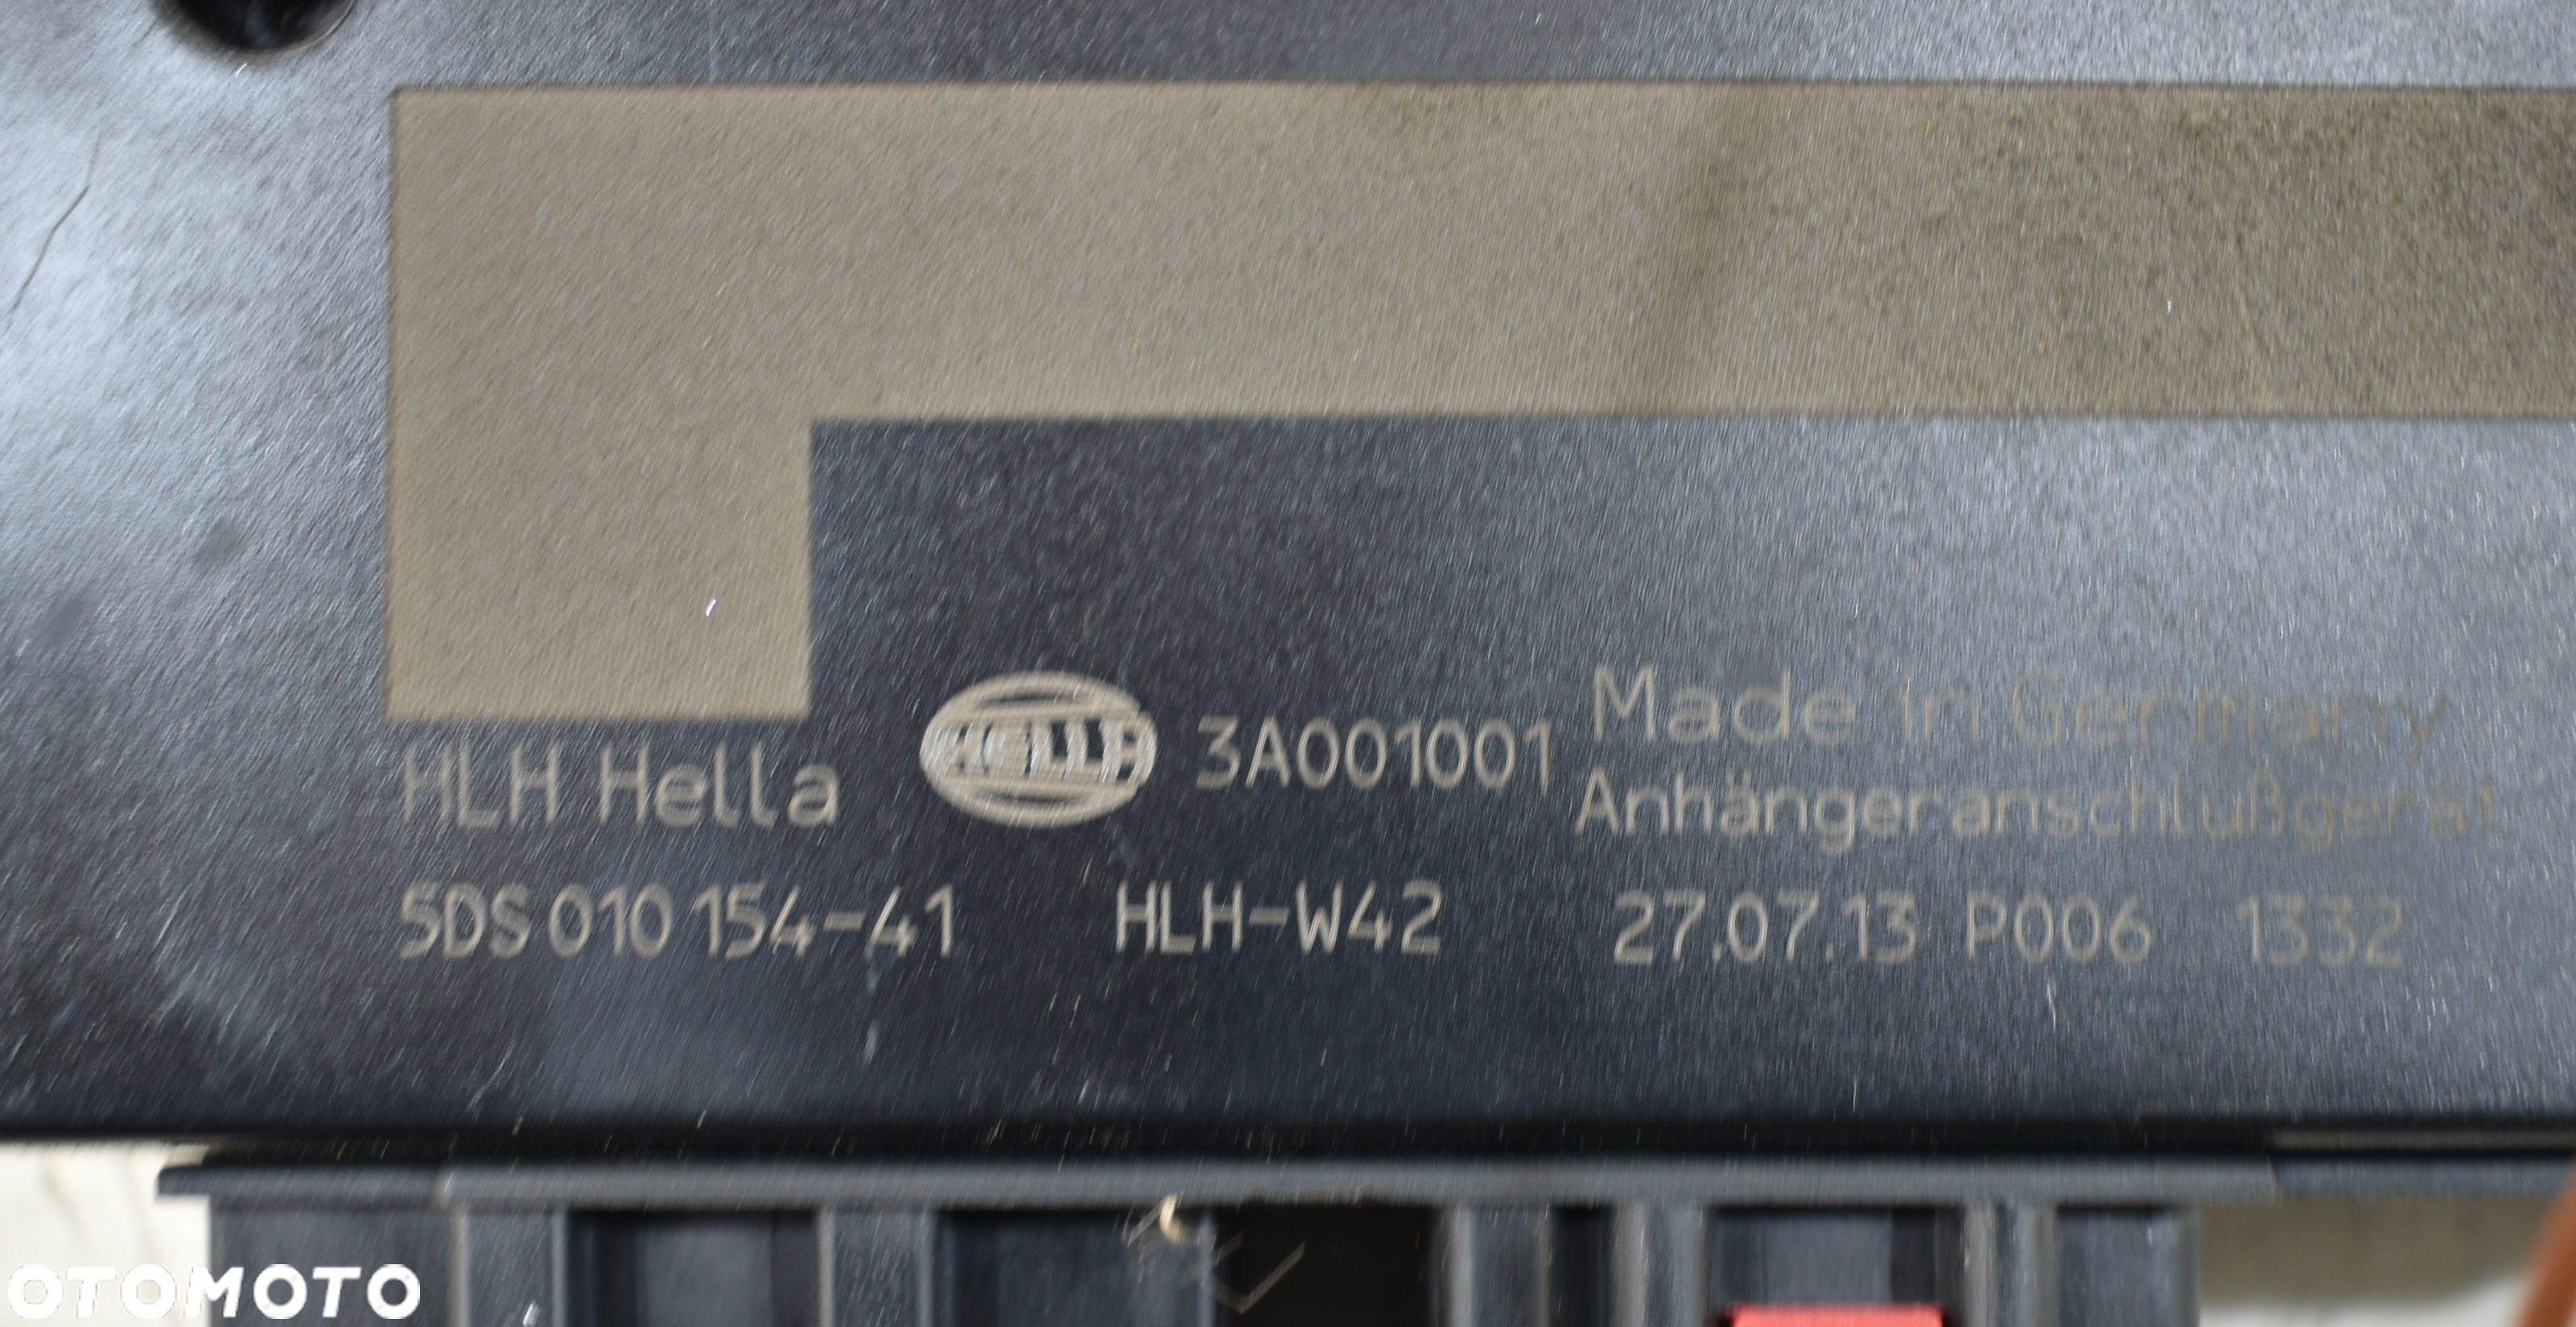 HLH Hella HELLA 3A001001 Made in Germany
Anhängeranschlußgerät
5DS 010 154-41 HLH-W42 27.07.13 P006 1332
OTOMOTO